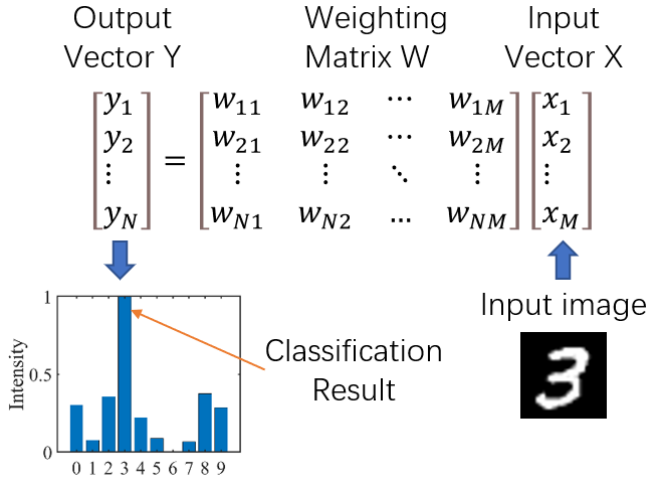 Output Weighting Input
Vector Y Matrix W Vector X
y₁ w₁₁ w₁₂ ⋯ w₁M x₁
y₂ = w₂₁ w₂₂ ⋯ w₂M x₂
⋮ ⋮ ⋮ ⋱ ⋮ ⋮
yN wN1 wN2 … wNM xM
Input image
1
0.5
0
Intensity
Classification
Result
3
0 1 2 3 4 5 6 7 8 9